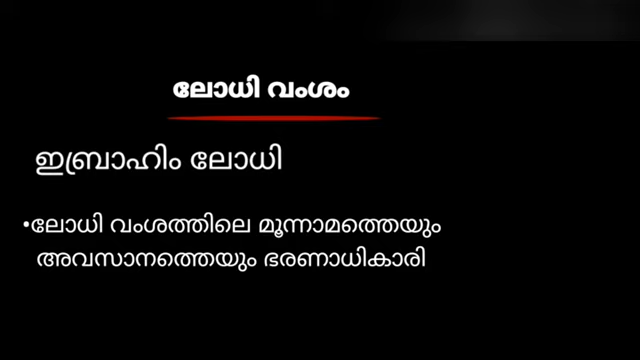 ലോധി വംശം
ഇബ്രാഹിം ലോധി
•ലോധി വംശത്തിലെ മൂന്നാമത്തെയും
അവസാനത്തെയും ഭരണാധികാരി